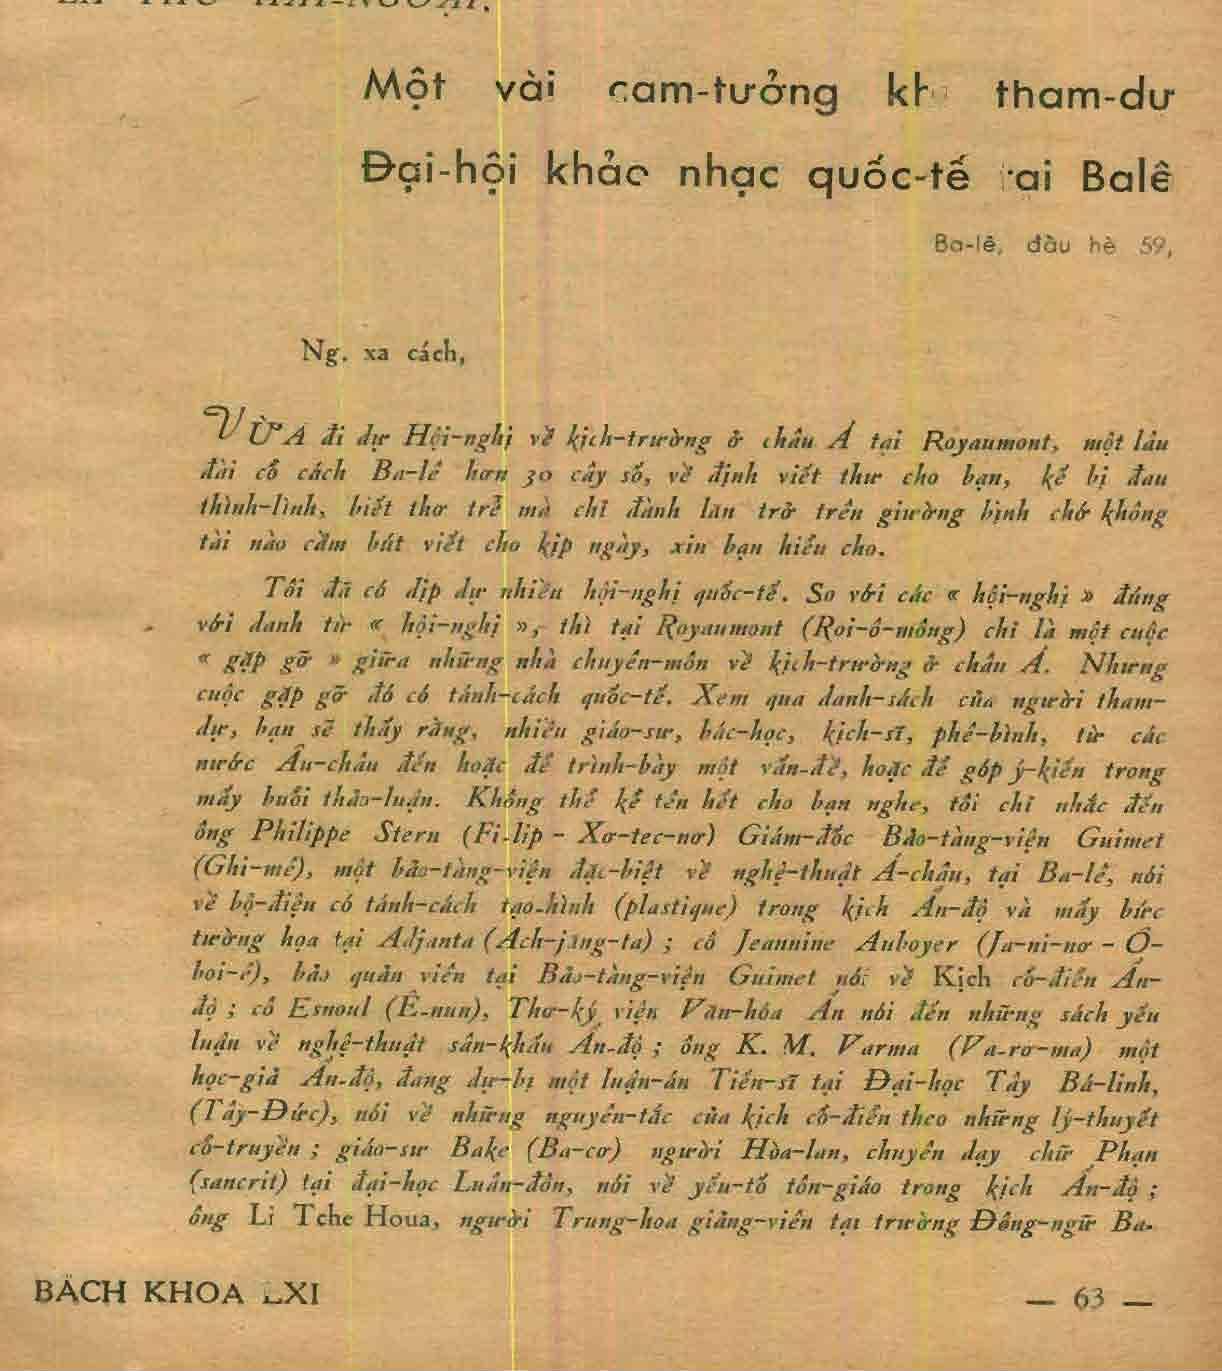 LÁ THƯ HẢI-NGOẠI.
Một vài cảm-tưởng khi tham-dự
Đại-hội khảo nhạc quốc-tế tại Balê
Ba-lê, đầu hè 59,
Ng. xa cách,
VỪA đi dự Hội-nghị về kịch-trường ở châu Á tại Royaumont, một lâu
đài cổ cách Ba-lê hơn 30 cây số, về định viết thư cho bạn, kế bị đau
thình-lình, biết thơ trễ mà chỉ đành lăn trở trên giường bịnh chớ không
tài nào cầm bút viết cho kịp ngày, xin bạn hiểu cho.
Tôi đã có dịp dự nhiều hội-nghị quốc-tế. So với các « hội-nghị » đúng
với danh từ « hội-nghị », thì tại Royaumont (Roi-ô-mông) chỉ là một cuộc
« gặp gỡ » giữa những nhà chuyên-môn về kịch-trường ở châu Á. Nhưng
cuộc gặp gỡ đó có tánh-cách quốc-tế. Xem qua danh-sách của người tham-
dự, bạn sẽ thấy rằng, nhiều giáo-sư, bác-học, kịch-sĩ, phê-bình, từ các
nước Âu-châu đến hoặc để trình-bày một vấn-đề, hoặc để góp ý-kiến trong
mấy buổi thảo-luận. Không thể kể tên hết cho bạn nghe, tôi chỉ nhắc đến
ông Philippe Stern (Fi-lip - Xơ-tec-nơ) Giám-đốc Bảo-tàng-viện Guimet
(Ghi-mê), một bảo-tàng-viện đặc-biệt về nghệ-thuật Á-châu, tại Ba-lê, nói
về bộ-điệu có tánh-cách tạo-hình (plastique) trong kịch Ấn-độ và mấy bức
tường họa tại Adjanta (Ach-jăng-ta) ; cô Jeannine Auboyer (Ja-ni-nơ - Ô-
boi-ê), bảo quản viên tại Bảo-tàng-viện Guimet nói về Kịch cổ-điển Ấn-
độ ; cô Esnoul (Ê-nun), Thơ-ký viện Văn-hóa Ấn nói đến những sách yếu
luận về nghệ-thuật sân-khấu Ấn-độ ; ông K. M. Varma (Va-rơ-ma) một
học-giả Ấn-độ, đang dự-bị một luận-án Tiến-sĩ tại Đại-học Tây Bá-linh,
(Tây-Đức), nói về những nguyên-tắc của kịch cổ-điển theo những lý-thuyết
cổ-truyền ; giáo-sư Bake (Ba-cơ) người Hòa-lan, chuyên dạy chữ Phạn
(sancrit) tại đại-học Luân-đôn, nói về yếu-tố tôn-giáo trong kịch Ấn-độ ;
ông Li Tche Houa, người Trung-hoa giảng-viên tại trường Đông-ngữ Ba-
BÁCH KHOA LXI
— 63 —